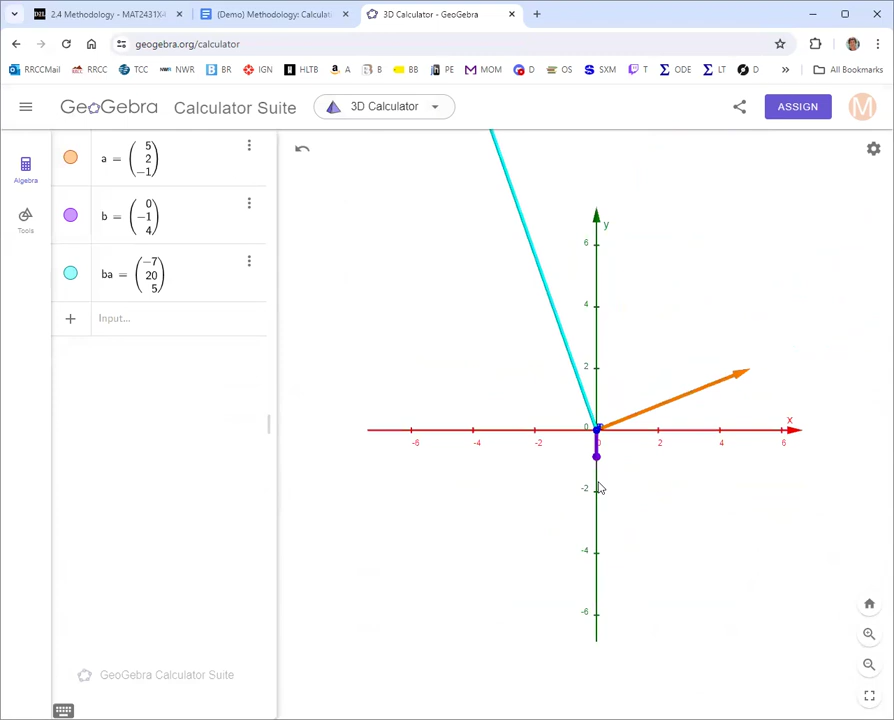 2.4 Methodology - MAT2431X-
(Demo) Methodology: Calculati
3D Calculator - GeoGebra
geogebra.org/calculator
RRCCMail RRCC TCC NWR BR IGN HLTB A B BB PE MOM D OS SXM T ODE LT D » All Bookmarks
GeoGebra Calculator Suite 3D Calculator ASSIGN M
Algebra
Tools
a = (5
2
−1)
b = (0
−1
4)
ba = (−7
20
5)
+ Input...
GeoGebra Calculator Suite
y
6
4
2
0
x
-6 -4 -2 0 2 4 6
-2
-4
-6